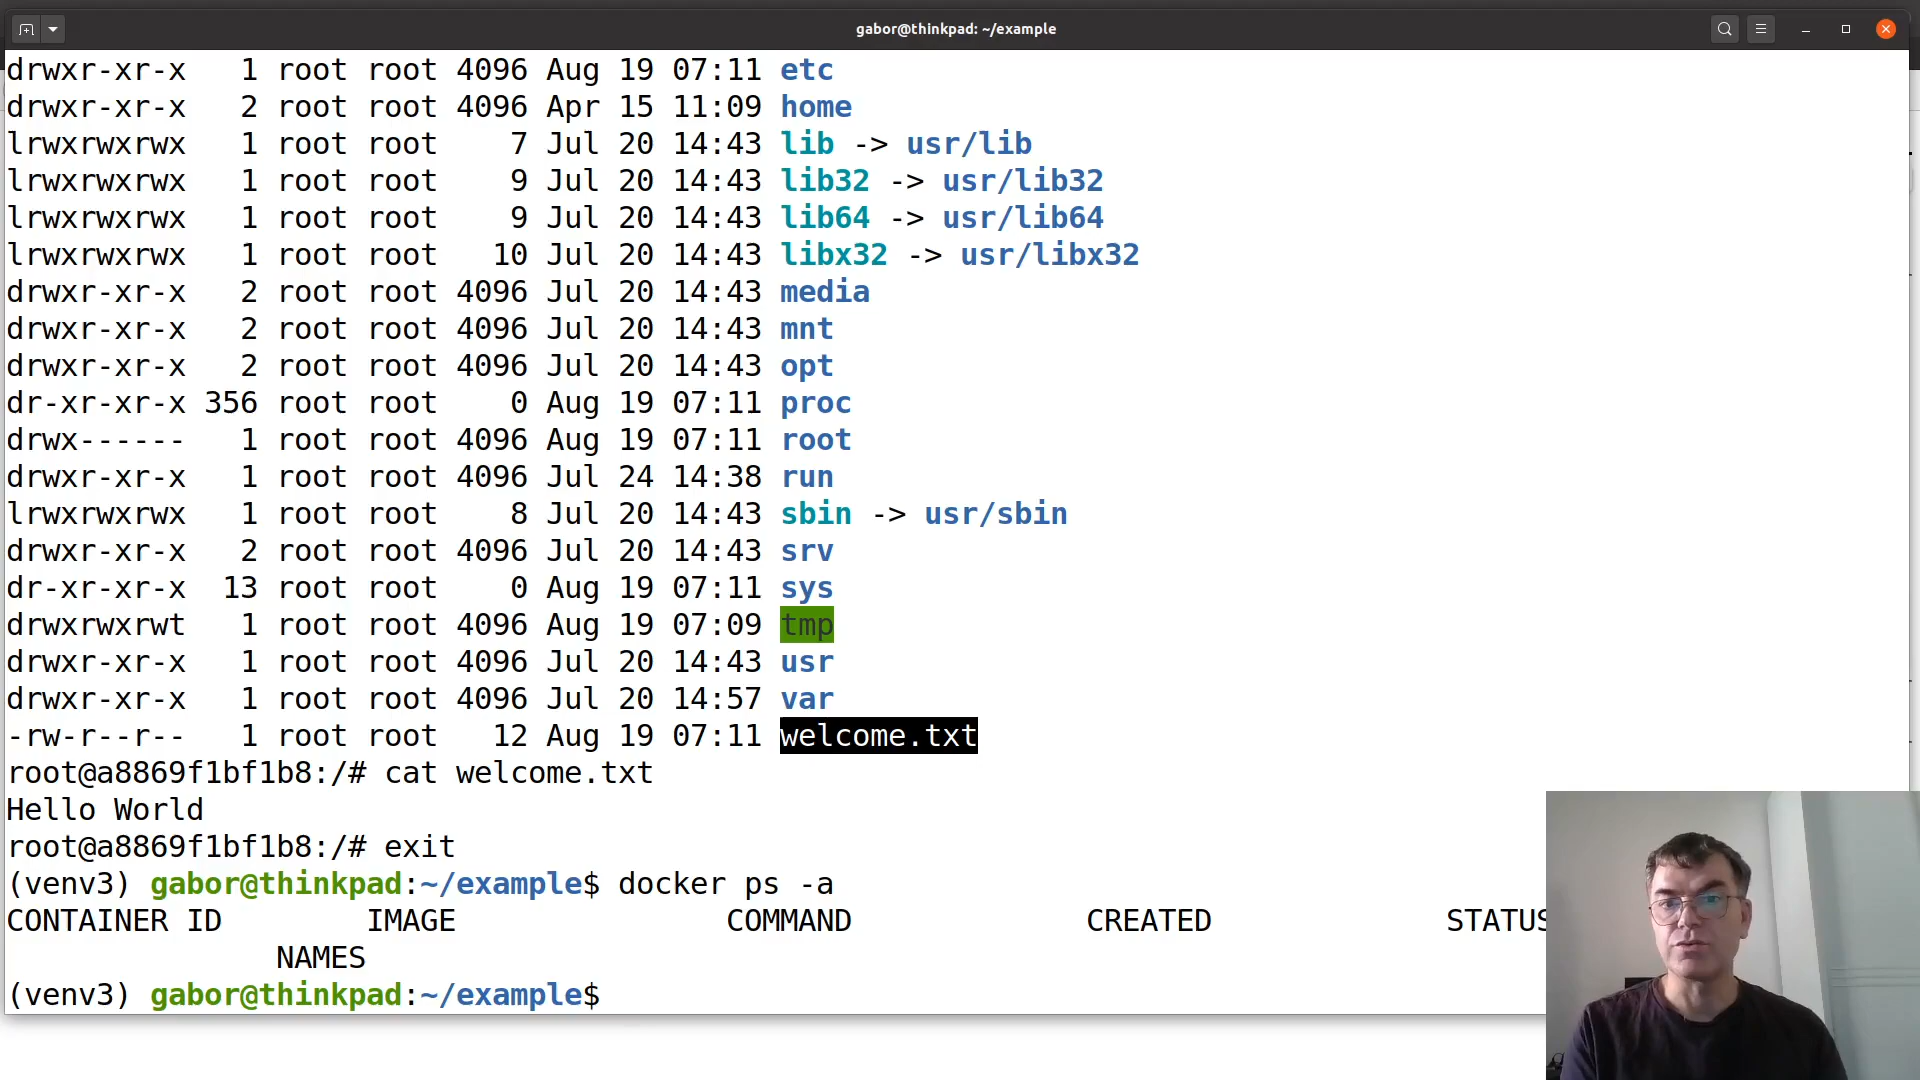 gabor@thinkpad: ~/example
drwxr-xr-x   1 root root 4096 Aug 19 07:11 etc
drwxr-xr-x   2 root root 4096 Apr 15 11:09 home
lrwxrwxrwx   1 root root    7 Jul 20 14:43 lib -> usr/lib
lrwxrwxrwx   1 root root    9 Jul 20 14:43 lib32 -> usr/lib32
lrwxrwxrwx   1 root root    9 Jul 20 14:43 lib64 -> usr/lib64
lrwxrwxrwx   1 root root   10 Jul 20 14:43 libx32 -> usr/libx32
drwxr-xr-x   2 root root 4096 Jul 20 14:43 media
drwxr-xr-x   2 root root 4096 Jul 20 14:43 mnt
drwxr-xr-x   2 root root 4096 Jul 20 14:43 opt
dr-xr-xr-x 356 root root    0 Aug 19 07:11 proc
drwx------   1 root root 4096 Aug 19 07:11 root
drwxr-xr-x   1 root root 4096 Jul 24 14:38 run
lrwxrwxrwx   1 root root    8 Jul 20 14:43 sbin -> usr/sbin
drwxr-xr-x   2 root root 4096 Jul 20 14:43 srv
dr-xr-xr-x  13 root root    0 Aug 19 07:11 sys
drwxrwxrwt   1 root root 4096 Aug 19 07:09 tmp
drwxr-xr-x   1 root root 4096 Jul 20 14:43 usr
drwxr-xr-x   1 root root 4096 Jul 20 14:57 var
-rw-r--r--   1 root root   12 Aug 19 07:11 welcome.txt
root@a8869f1bf1b8:/# cat welcome.txt
Hello World
root@a8869f1bf1b8:/# exit
(venv3) gabor@thinkpad:~/example$ docker ps -a
CONTAINER ID        IMAGE               COMMAND             CREATED             STATUS
NAMES
(venv3) gabor@thinkpad:~/example$